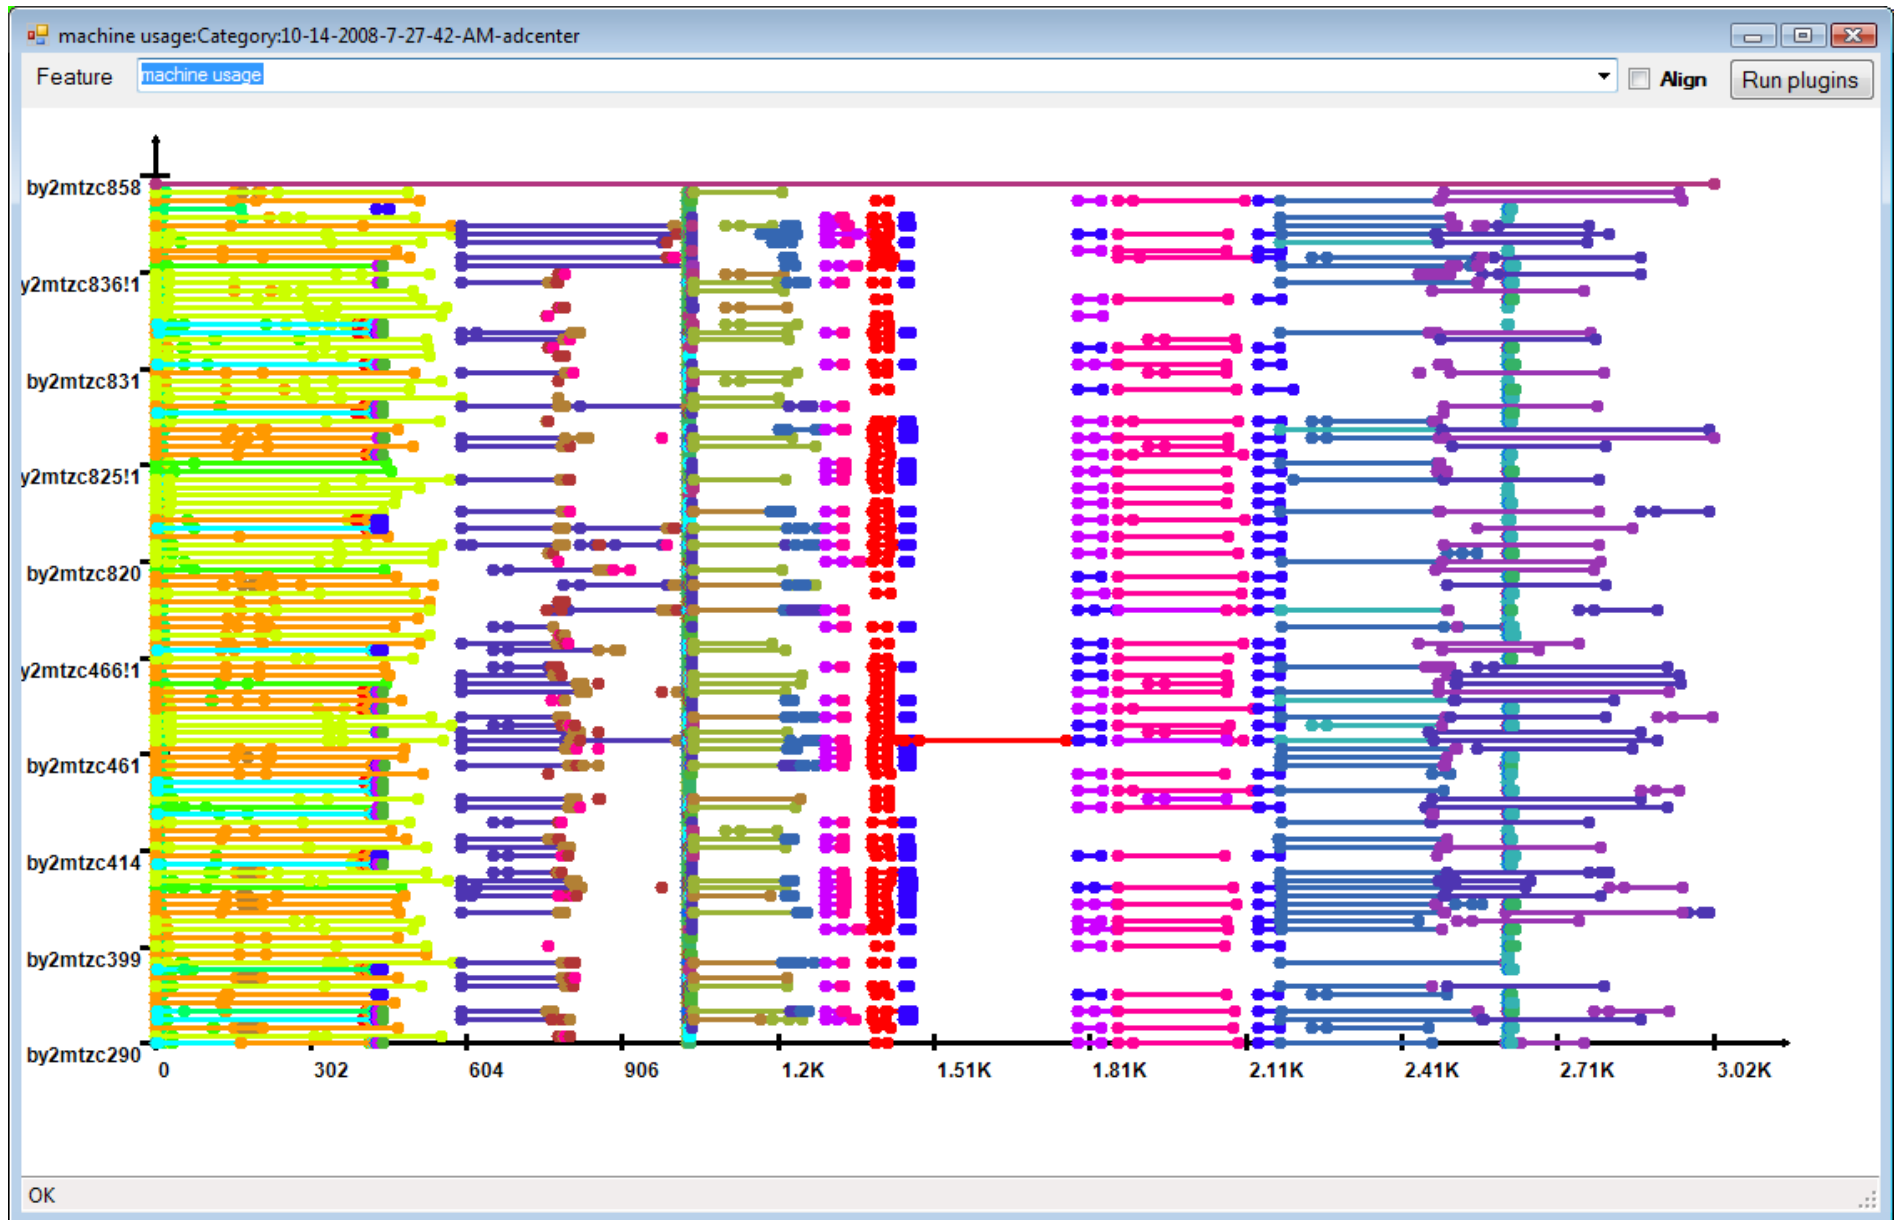 machine usage:Category:10-14-2008-7-27-42-AM-adcenter
Feature machine usage Align Run plugins
by2mtzc858
y2mtzc836!1
by2mtzc831
y2mtzc825!1
by2mtzc820
y2mtzc466!1
by2mtzc461
by2mtzc414
by2mtzc399
by2mtzc290
0 302 604 906 1.2K 1.51K 1.81K 2.11K 2.41K 2.71K 3.02K
OK